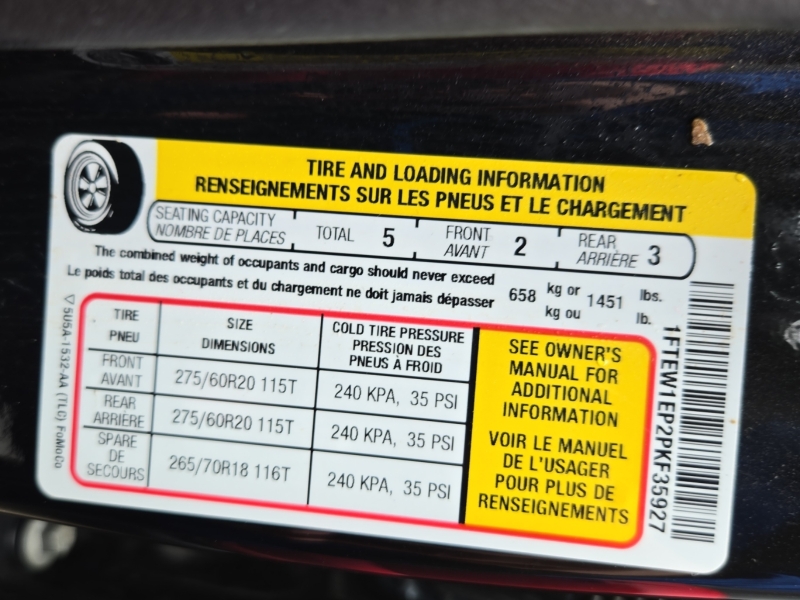 TIRE AND LOADING INFORMATION
RENSEIGNEMENTS SUR LES PNEUS ET LE CHARGEMENT
SEATING CAPACITY
NOMBRE DE PLACES
TOTAL 5
FRONT
AVANT
2
REAR
ARRIÈRE
3
The combined weight of occupants and cargo should never exceed
Le poids total des occupants et du chargement ne doit jamais dépasser
658
kg or
kg ou
1451
lbs.
lb.
TIRE
PNEU
SIZE
DIMENSIONS
COLD TIRE PRESSURE
PRESSION DES
PNEUS À FROID
FRONT
AVANT
275/60R20 115T
240 KPA, 35 PSI
REAR
ARRIÈRE
275/60R20 115T
240 KPA, 35 PSI
SPARE
DE
SECOURS
265/70R18 116T
240 KPA, 35 PSI
SEE OWNER'S
MANUAL FOR
ADDITIONAL
INFORMATION
VOIR LE MANUEL
DE L'USAGER
POUR PLUS DE
RENSEIGNEMENTS
5U5A-1532-AA (TLC) FoMoCo
1FTEW1EP2PKF35927